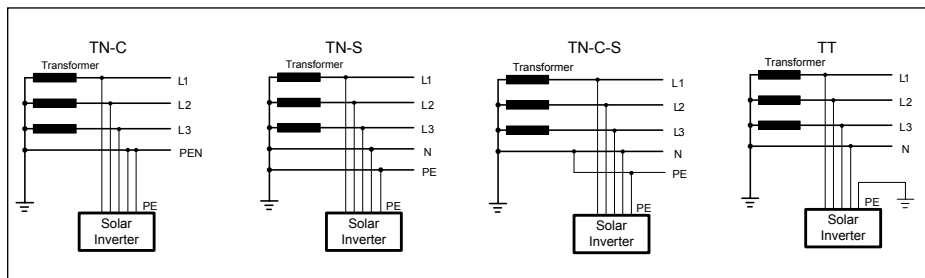 TN-C
Transformer
L1
L2
L3
PEN
PE
Solar
Inverter
TN-S
Transformer
L1
L2
L3
N
PE
PE
Solar
Inverter
TN-C-S
Transformer
L1
L2
L3
N
PE
PE
Solar
Inverter
TT
Transformer
L1
L2
L3
N
PE
Solar
Inverter